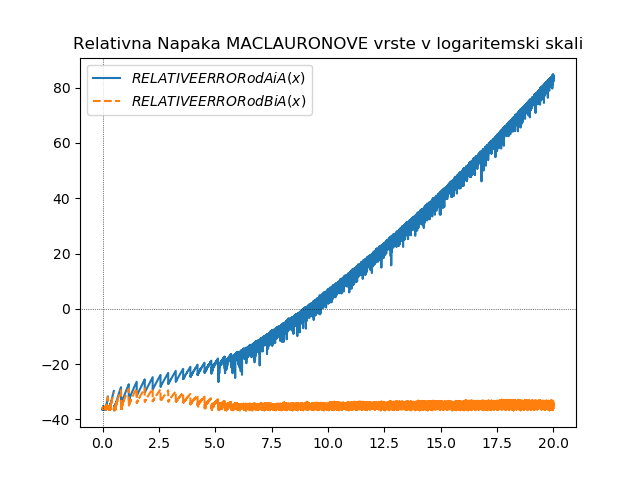 Relativna Napaka MACLAURONOVE vrste v logaritemski skali
RELATIVEERRORodAiA(x)
RELATIVEERRORodBiA(x)
80
60
40
20
0
−20
−40
0.0 2.5 5.0 7.5 10.0 12.5 15.0 17.5 20.0